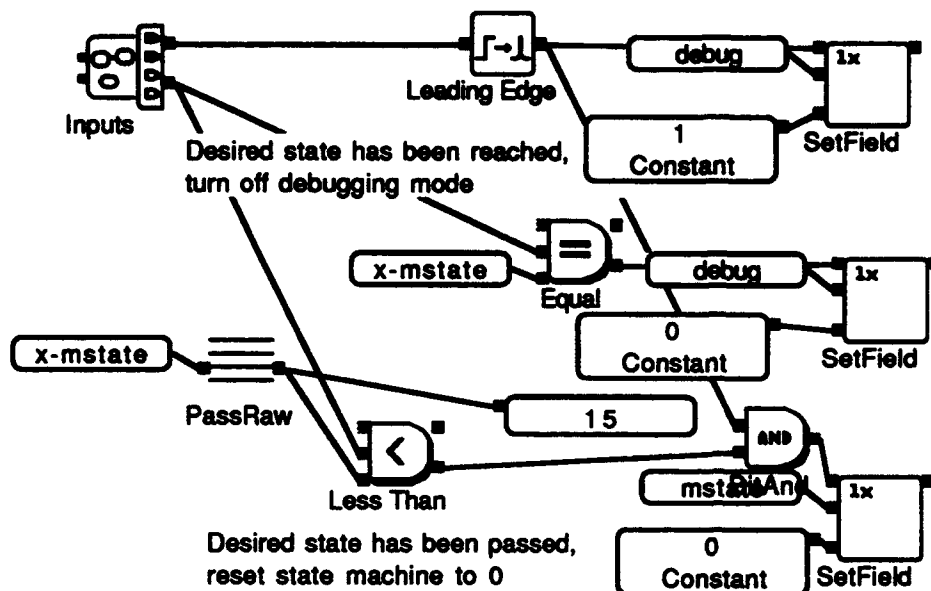 debug
1x
Leading Edge
Inputs
1
Constant
SetField
Desired state has been reached,
turn off debugging mode
x-mstate
Equal
debug
1x
0
Constant
SetField
x-mstate
PassRaw
15
<
Less Than
AND
BitAnd
mstate
1x
Desired state has been passed,
reset state machine to 0
0
Constant
SetField